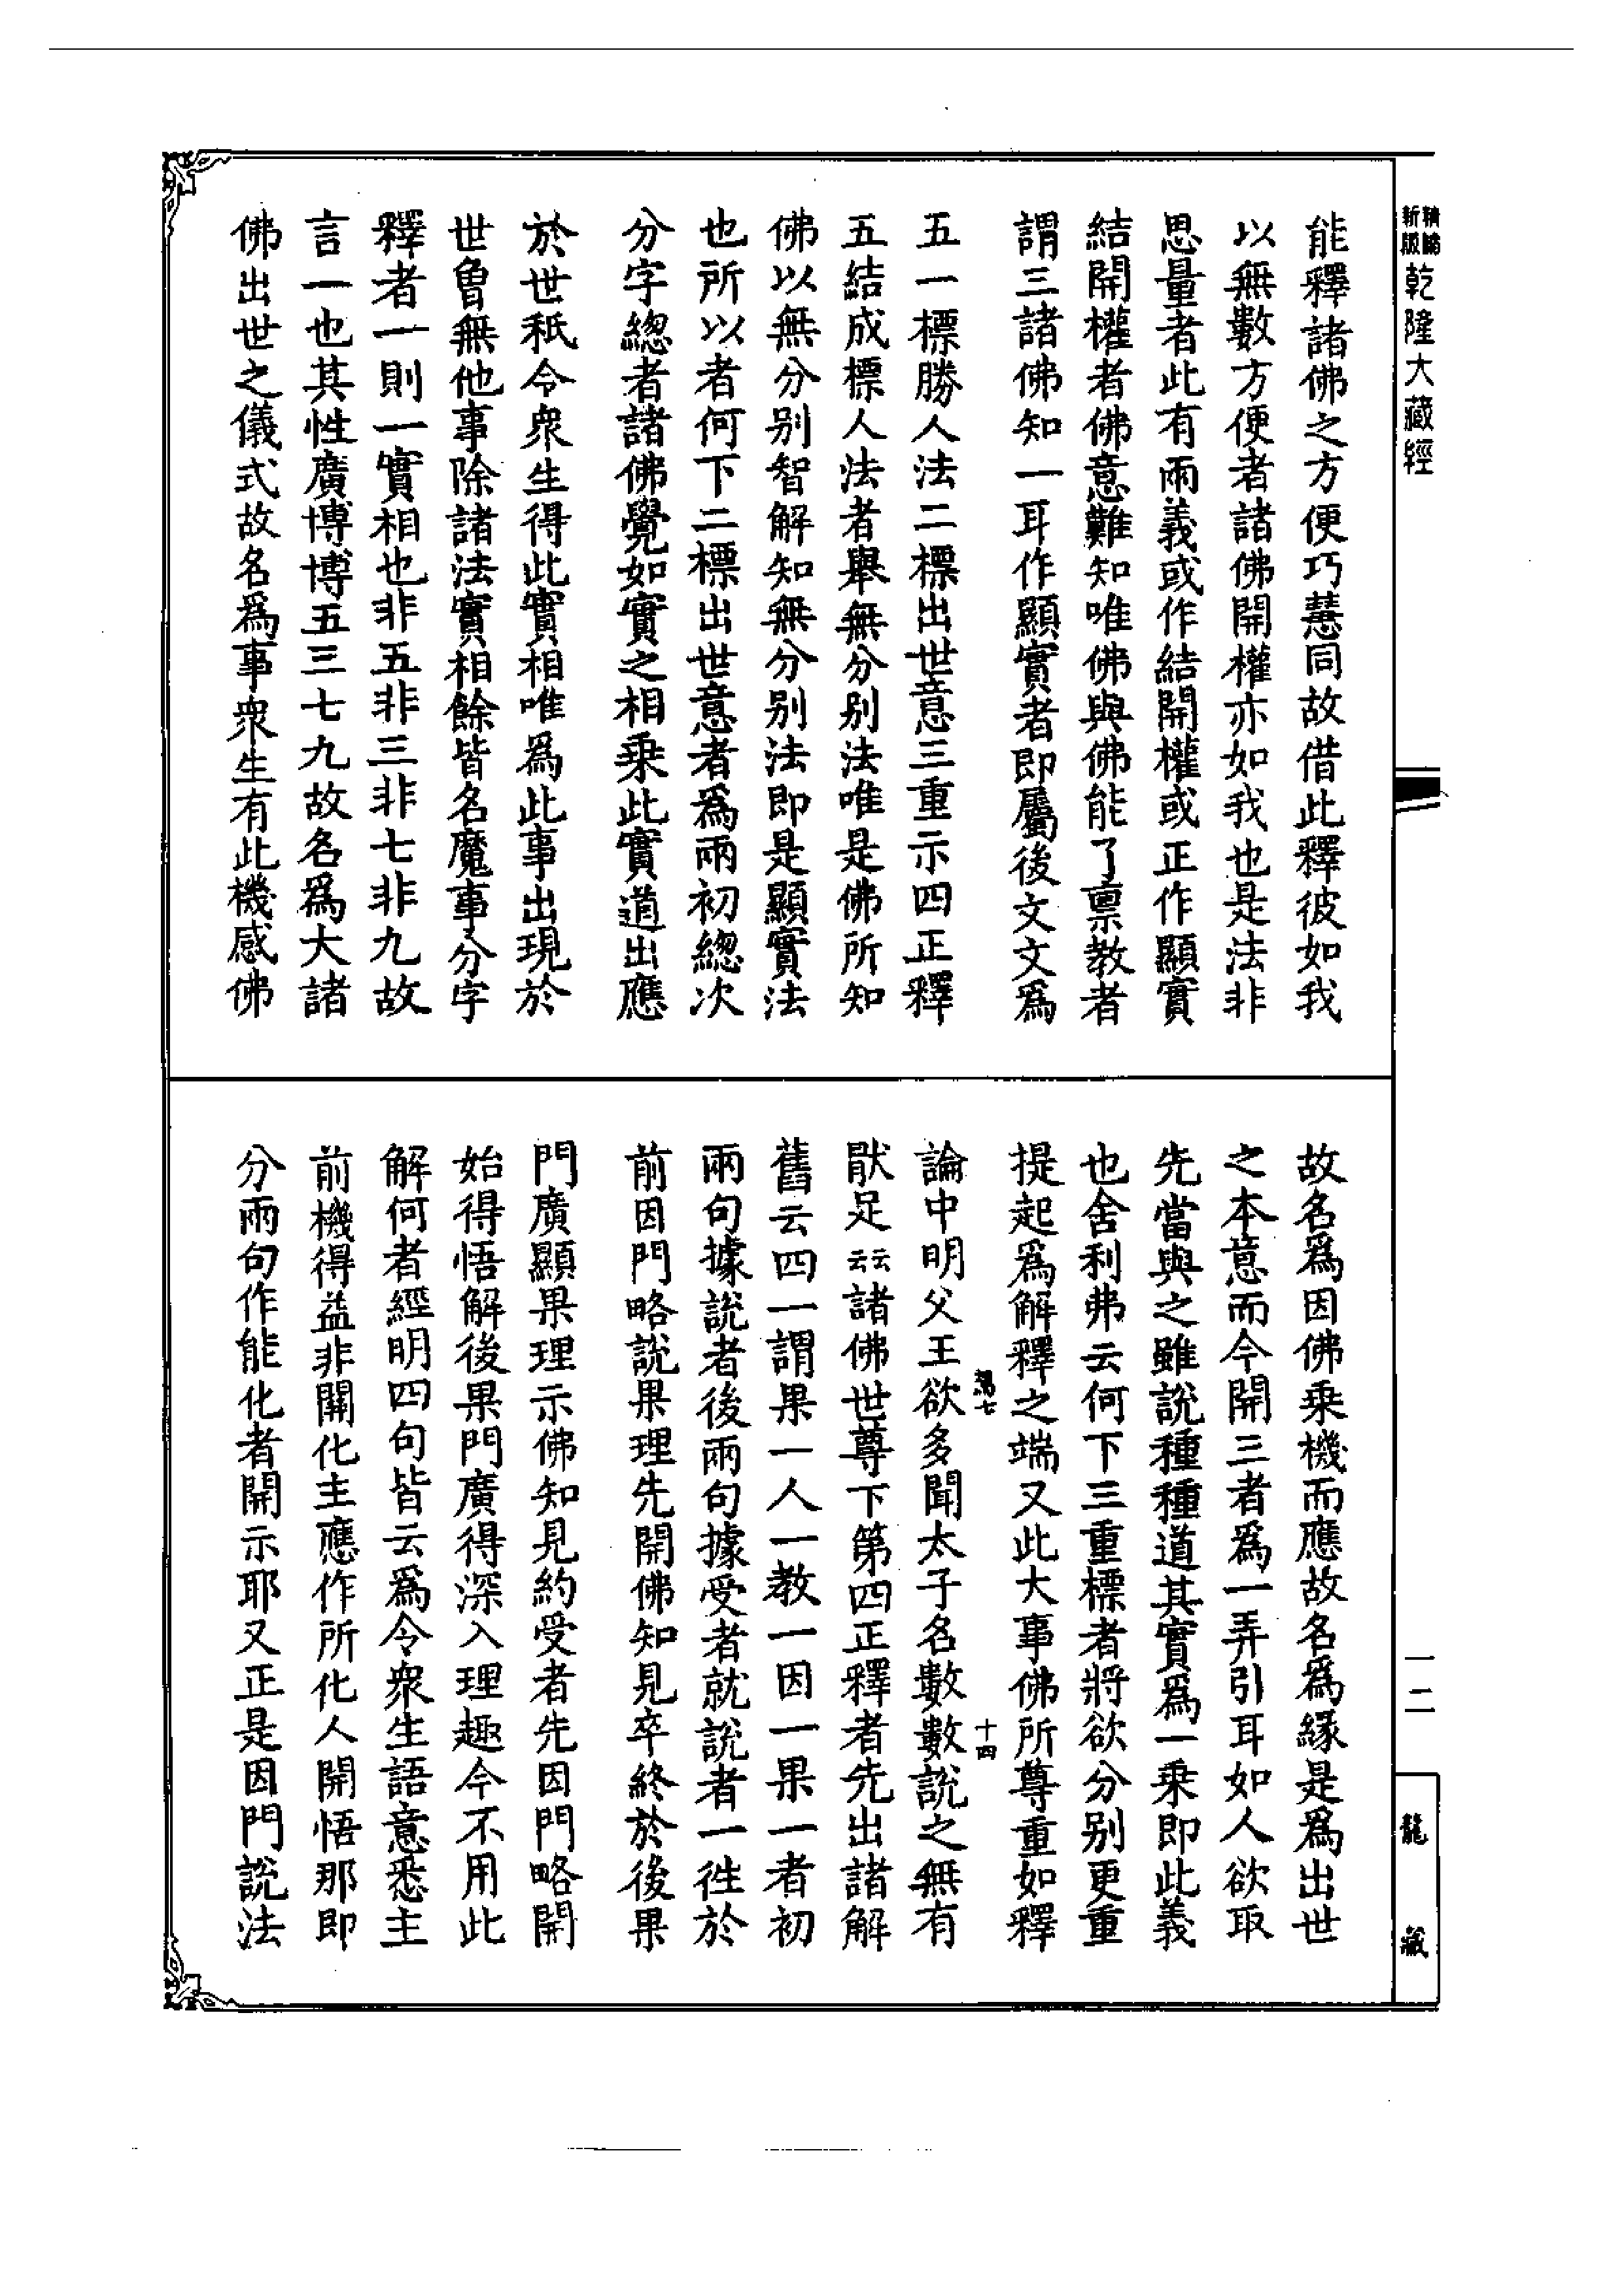 精縮新版乾隆大藏經
能釋諸佛之方便巧慧同故借此釋彼如我
以無數方便者諸佛開權亦如我也是法非
思量者此有兩義或作結開權或正作顯實
結開權者佛意難知唯佛與佛能了稟教者
謂三諸佛知一耳作顯實者即屬後文文為
五一標勝人法二標出世意三重示四正釋
五結成標人法者舉無分別法唯是佛所知
佛以無分別智解知無分別法即是顯實法
也所以者何下二標出世意者為兩初總次
分字總者諸佛覺如實之相乘此實道出應
於世秖令眾生得此實相唯為此事出現於
世曾無他事除諸法實相餘皆名魔事分字
釋者一則一實相也非五非三非七非九故
言一也其性廣博博五三七九故名為大諸
佛出世之儀式故名為事眾生有此機感佛
故名為因佛乘機而應故名為緣是為出世
之本意而今開三者為一弄引耳如人欲取
先當與之雖說種種道其實為一乘即此義
也舍利弗云何下三重標者將欲分別更重
提起為解釋之端又此大事佛所尊重如釋
論中明父王欲多聞太子名數數說之無有
猒足云云諸佛世尊下第四正釋者先出諸解
舊云四一謂果一人一教一因一果一者初
兩句據說者後兩句據受者就說者一往於
前因門略說果理先開佛知見卒終於後果
門廣顯果理示佛知見約受者先因門略開
始得悟解後果門廣得深入理趣今不用此
解何者經明四句皆云為令眾生語意悉主
前機得益非關化主應作所化人開悟那即
分兩句作能化者開示耶又正是因門說法
十四
一二
龍藏